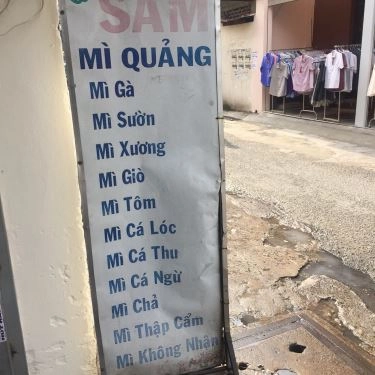 SÂM
MÌ QUẢNG
Mì Gà
Mì Sườn
Mì Xương
Mì Giò
Mì Tôm
Mì Cá Lóc
Mì Cá Thu
Mì Cá Ngừ
Mì Chả
Mì Thập Cẩm
Mì Không Nhân